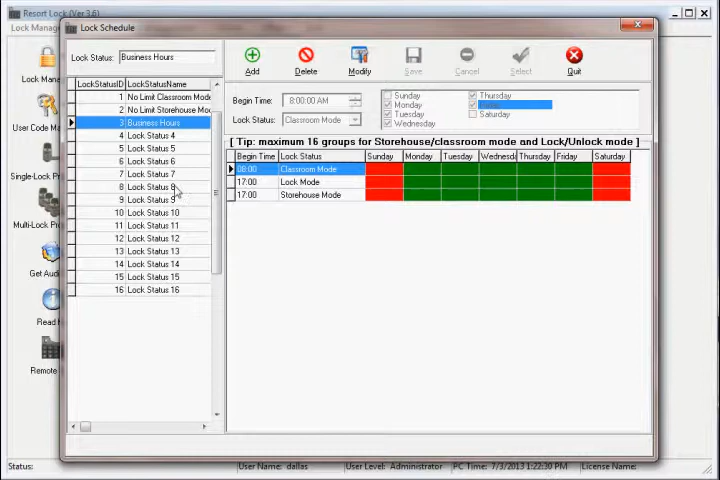 Resort Lock (Ver 3.6)
Lock Manag
Lock Schedule
Lock Status: Business Hours
Add
Delete
Modify
Save
Cancel
Select
Quit
Lock Mana
User Code Ma
Single-Lock Pr
Multi-Lock Pro
Get Audi
Read
Remote
LockStatusID LockStatusName
1 No Limit Classroom Mode
2 No Limit Storehouse Mo
3 Business Hours
4 Lock Status 4
5 Lock Status 5
6 Lock Status 6
7 Lock Status 7
8 Lock Status 8
9 Lock Status 9
10 Lock Status 10
11 Lock Status 11
12 Lock Status 12
13 Lock Status 13
14 Lock Status 14
15 Lock Status 15
16 Lock Status 16
Begin Time: 8:00:00 AM
Lock Status: Classroom Mode
Sunday
Monday
Tuesday
Wednesday
Thursday
Friday
Saturday
[ Tip: maximum 16 groups for Storehouse/classroom mode and Lock/Unlock mode ]
Begin Time Lock Status Sunday Monday Tuesday Wednesda Thursday Friday Saturday
08:00 Classroom Mode
17:00 Lock Mode
17:00 Storehouse Mode
Status: User Name: dallas User Level: Administrator PC Time: 7/3/2013 1:22:30 PM License Name: